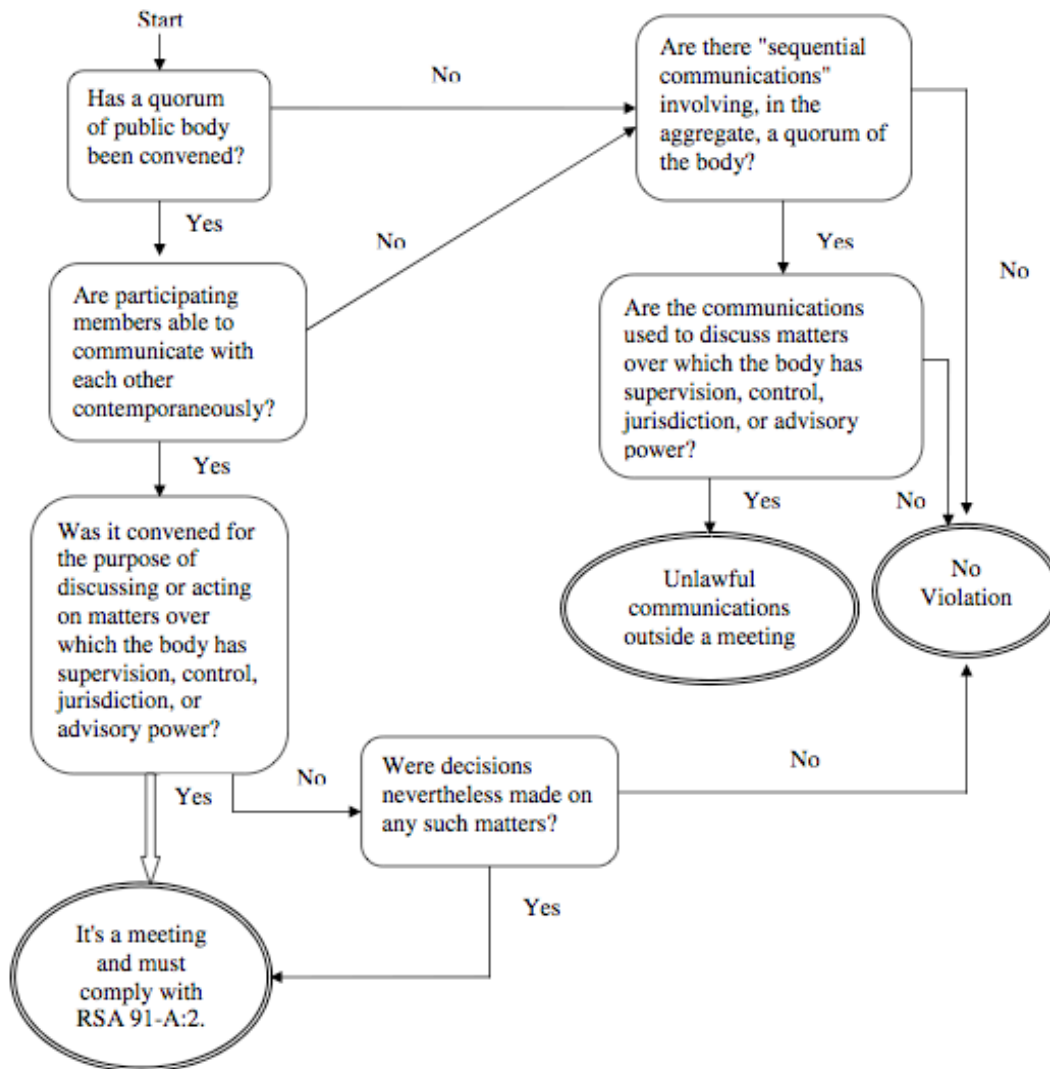 Start
Has a quorum
of public body
been convened?
No
Yes
Are participating
members able to
communicate with
each other
contemporaneously?
No
Yes
Was it convened for
the purpose of
discussing or acting
on matters over
which the body has
supervision, control,
jurisdiction, or
advisory power?
Yes
No
Were decisions
nevertheless made on
any such matters?
No
Yes
It's a meeting
and must
comply with
RSA 91-A:2.
Are there "sequential
communications"
involving, in the
aggregate, a quorum of
the body?
No
Yes
Are the communications
used to discuss matters
over which the body has
supervision, control,
jurisdiction, or advisory
power?
Yes
No
Unlawful
communications
outside a meeting
No
Violation